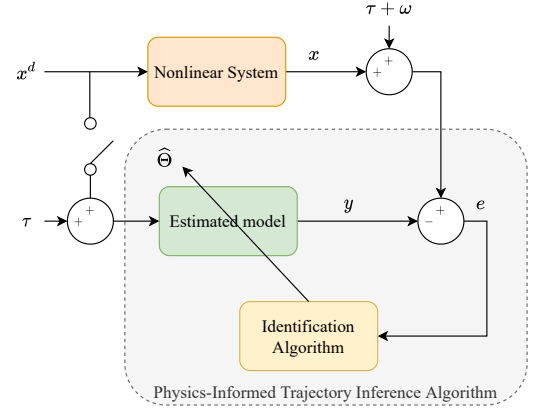 τ + ω
x^d
Nonlinear System
x
+
+
Θ̂
τ
+
+
Estimated model
y
+
−
e
Identification
Algorithm
Physics-Informed Trajectory Inference Algorithm